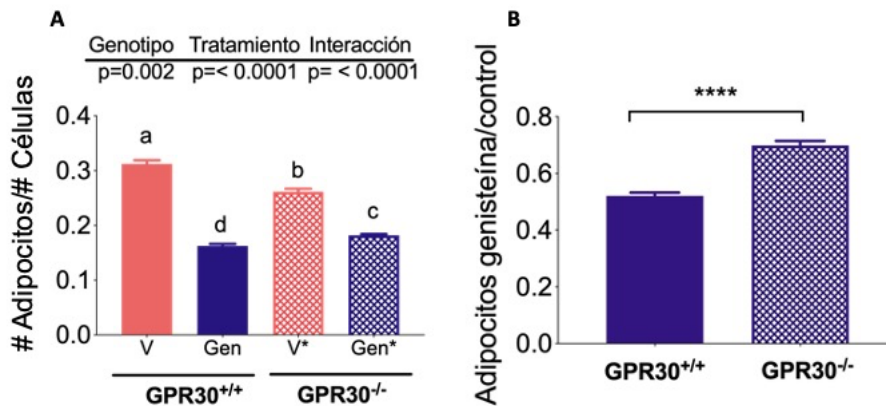 A
Genotipo Tratamiento Interacción
p=0.002 p=< 0.0001 p= < 0.0001
# Adipocitos/# Células
0.4
0.3
0.2
0.1
0.0
a
d
b
c
V Gen V* Gen*
GPR30+/+ GPR30-/-
B
Adipocitos genisteína/control
0.8
0.6
0.4
0.2
0.0
****
GPR30+/+ GPR30-/-